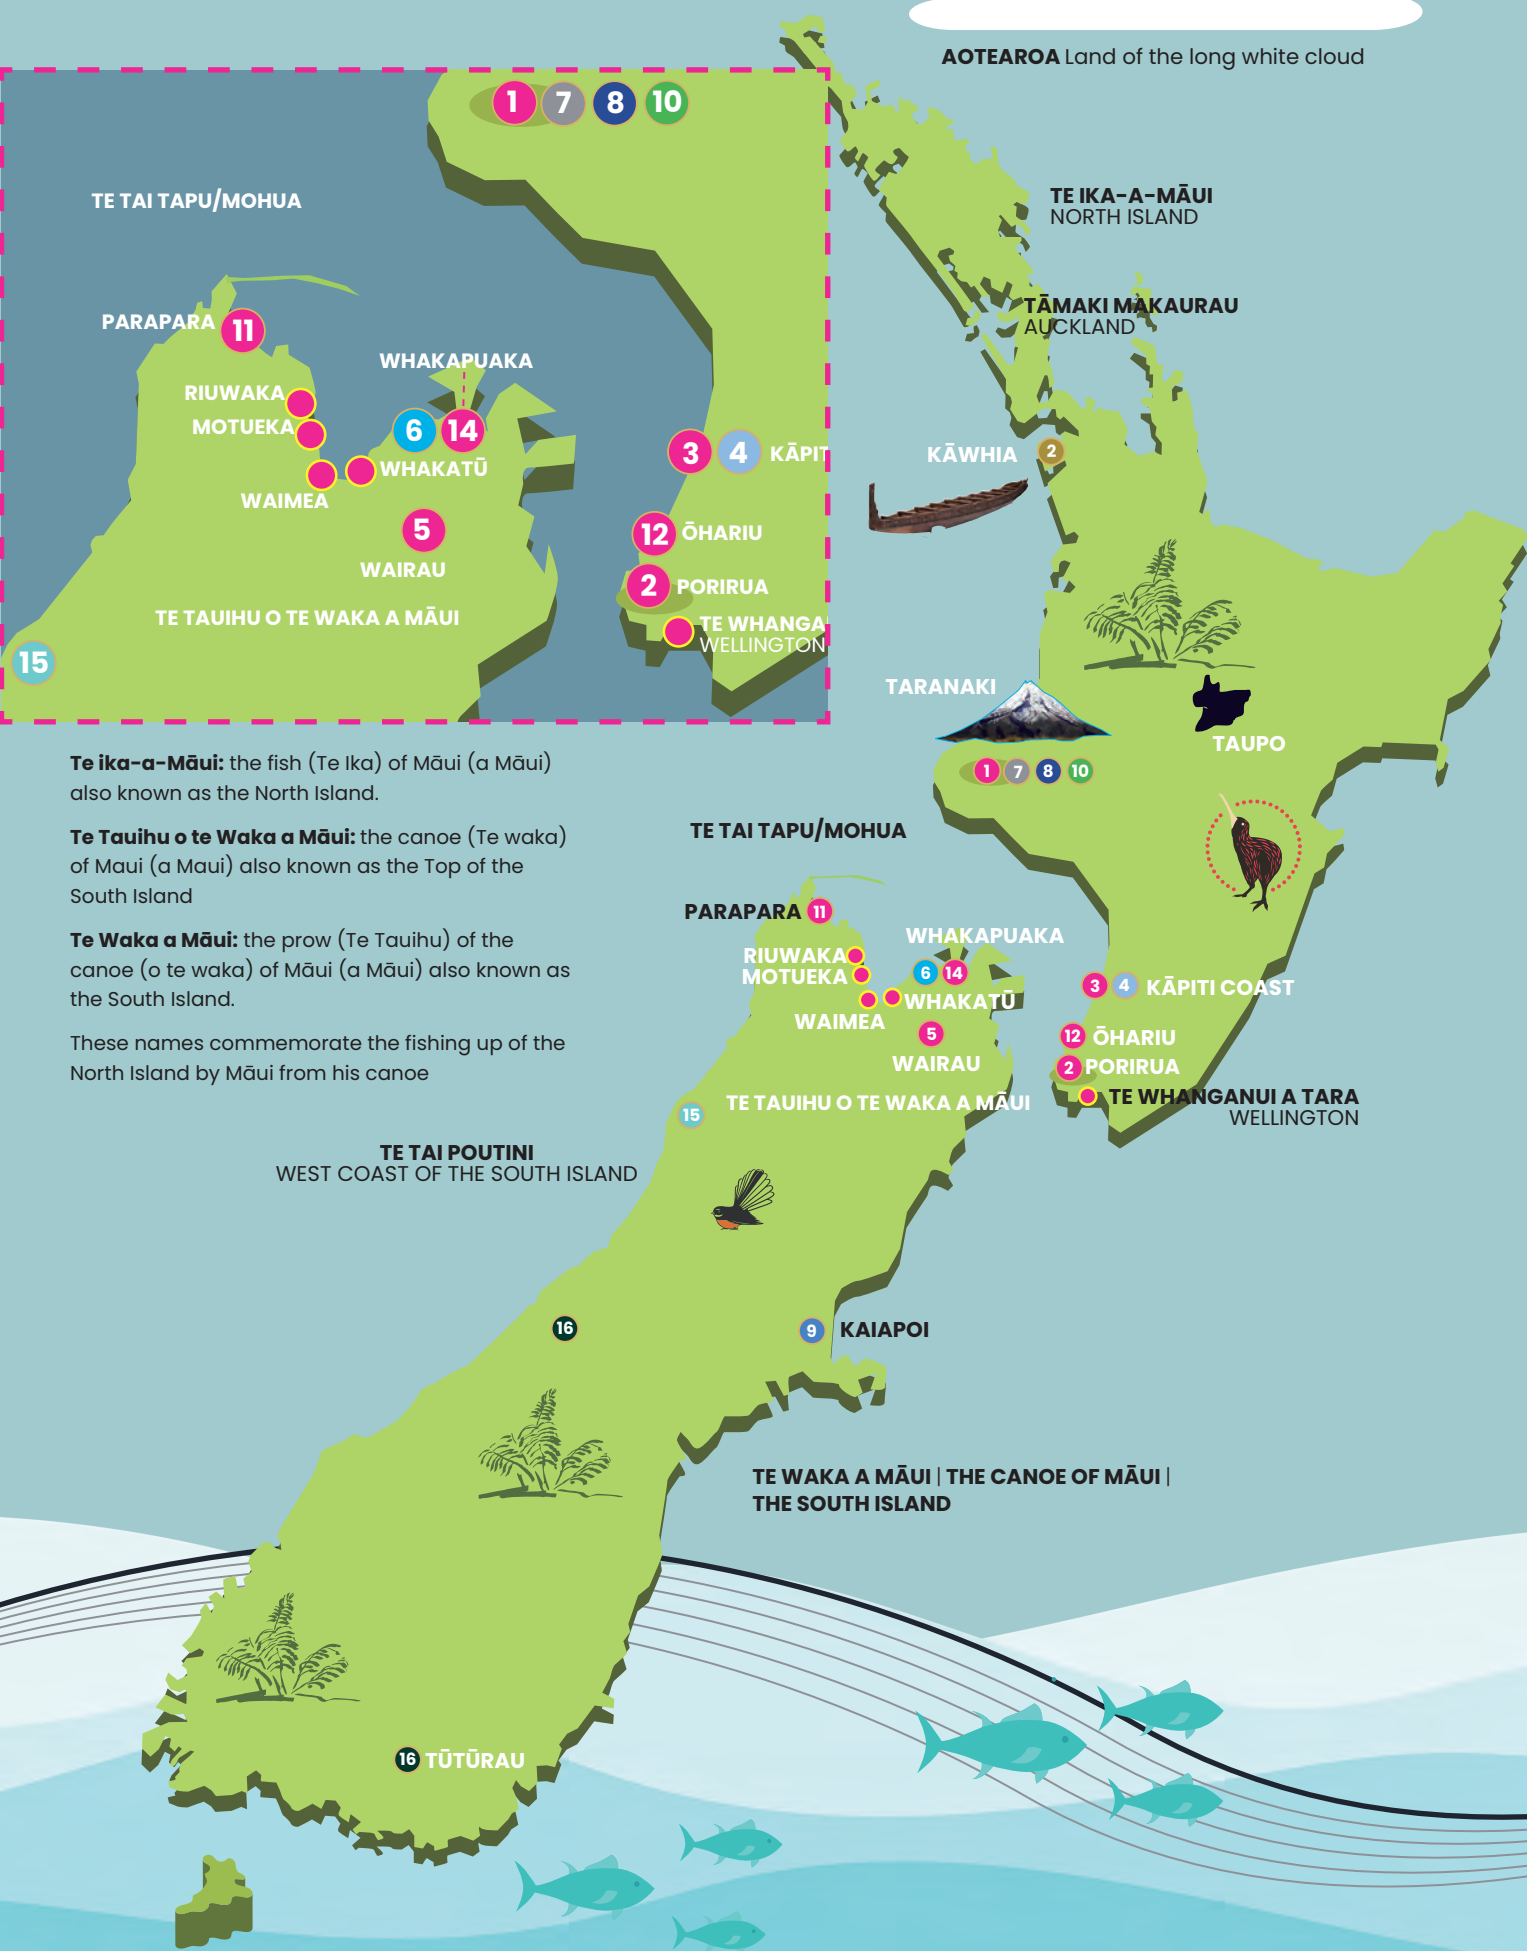 AOTEAROA Land of the long white cloud
1 7 8 10
TE TAI TAPU/MOHUA
PARAPARA 11
WHAKAPUAKA
RIUWAKA
MOTUEKA
6 14
WHAKATŪ
WAIMEA
5
WAIRAU
TE TAUIHU O TE WAKA A MĀUI
15
3 4 KĀPIT
12 ŌHARIU
2 PORIRUA
TE WHANGA
WELLINGTON
TE IKA-A-MĀUI
NORTH ISLAND
TĀMAKI MAKAURAU
AUCKLAND
KĀWHIA 2
TARANAKI
TAUPO
1 7 8 10
Te ika-a-Māui: the fish (Te Ika) of Māui (a Māui)
also known as the North Island.
Te Tauihu o te Waka a Māui: the canoe (Te waka)
of Maui (a Maui) also known as the Top of the
South Island
Te Waka a Māui: the prow (Te Tauihu) of the
canoe (o te waka) of Māui (a Māui) also known as
the South Island.
These names commemorate the fishing up of the
North Island by Māui from his canoe
TE TAI TAPU/MOHUA
PARAPARA 11
WHAKAPUAKA
RIUWAKA
MOTUEKA
6 14
WHAKATŪ
WAIMEA
5
WAIRAU
3 4 KĀPITI COAST
12 ŌHARIU
2 PORIRUA
TE WHANGANUI A TARA
WELLINGTON
15 TE TAUIHU O TE WAKA A MĀUI
TE TAI POUTINI
WEST COAST OF THE SOUTH ISLAND
16
9 KAIAPOI
TE WAKA A MĀUI | THE CANOE OF MĀUI |
THE SOUTH ISLAND
16 TŪTŪRAU